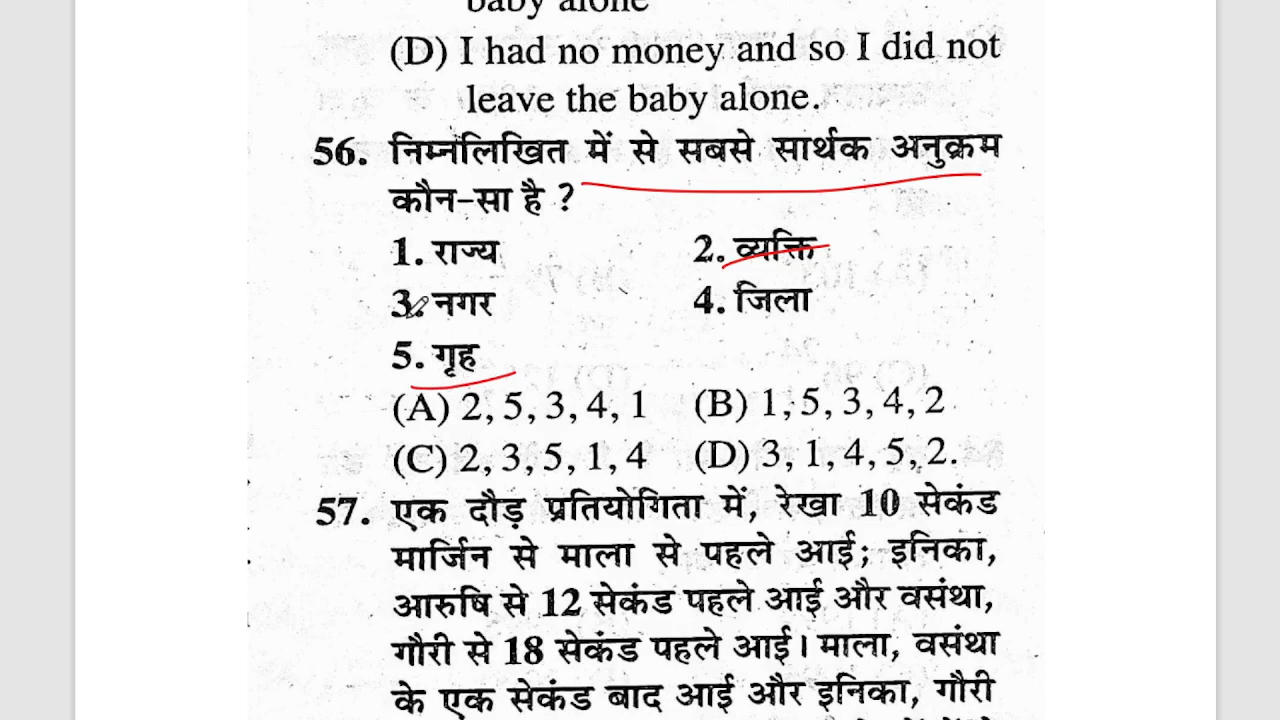 baby alone
(D) I had no money and so I did not
leave the baby alone.
56. निम्नलिखित में से सबसे सार्थक अनुक्रम
कौन-सा है ?
1. राज्य 2. व्यक्ति
3. नगर 4. जिला
5. गृह
(A) 2, 5, 3, 4, 1 (B) 1, 5, 3, 4, 2
(C) 2, 3, 5, 1, 4 (D) 3, 1, 4, 5, 2.
57. एक दौड़ प्रतियोगिता में, रेखा 10 सेकंड
मार्जिन से माला से पहले आई; इनिका,
आरुषि से 12 सेकंड पहले आई और वसंथा,
गौरी से 18 सेकंड पहले आई। माला, वसंथा
के एक सेकंड बाद आई और इनिका, गौरी